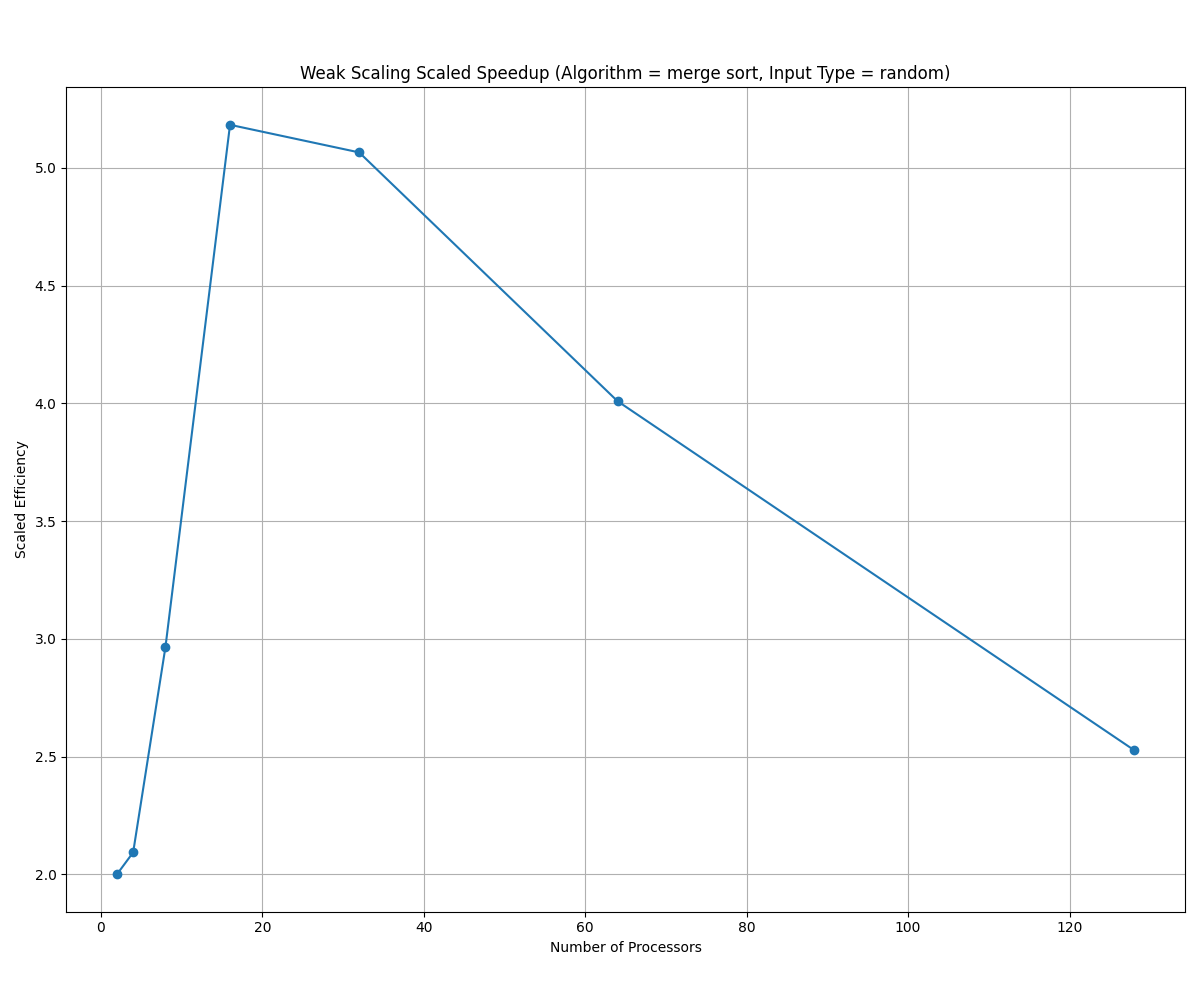 Weak Scaling Scaled Speedup (Algorithm = merge sort, Input Type = random)
Scaled Efficiency
5.0
4.5
4.0
3.5
3.0
2.5
2.0
0 20 40 60 80 100 120
Number of Processors